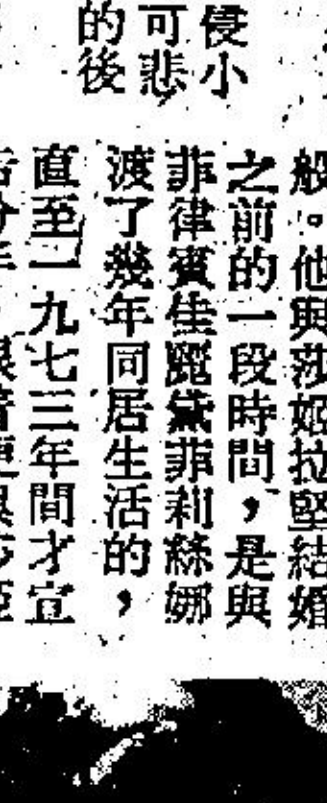 侵小
可悲
的後
般。他與莎姬拉堅結婚
之前的一段時間，是與
菲律賓佳麗黛菲莉絲娜
渡了幾年同居生活的，
直至一九七三年間才宣